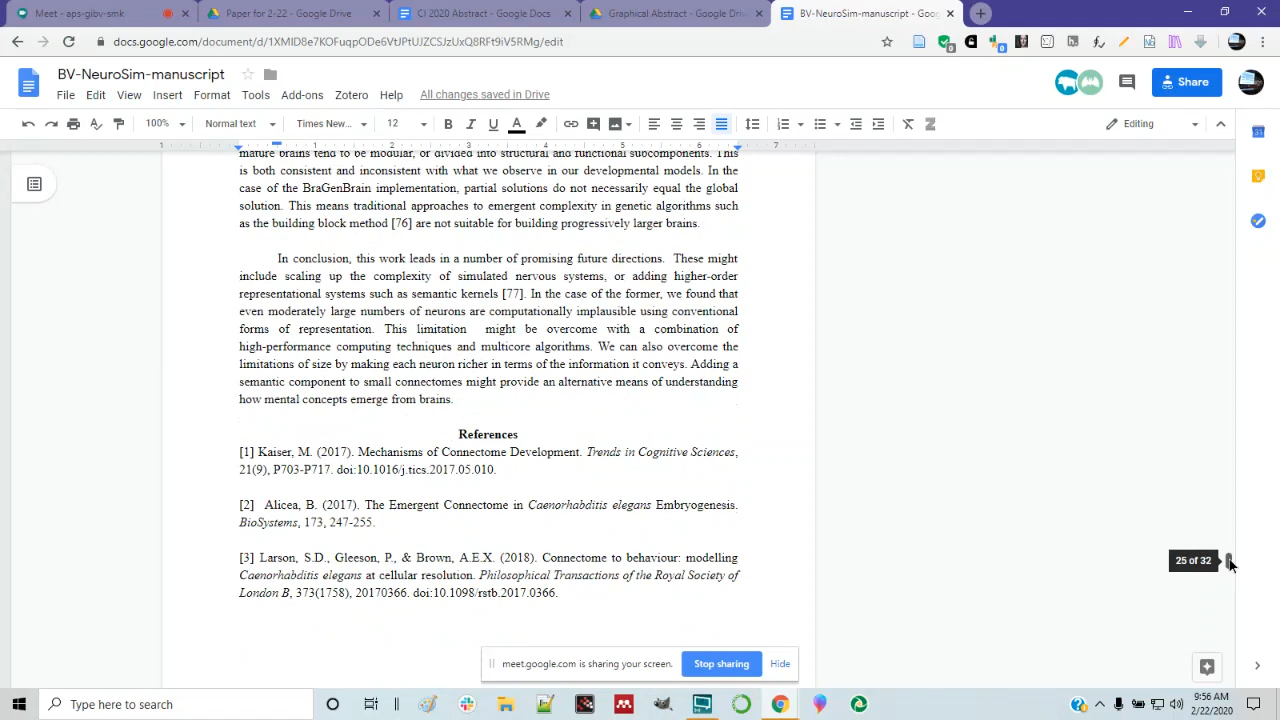 Meet – asj-qibv-smk
Paper for 2-22 - Google Drive
CI 2020 Abstract - Google Docs
Graphical Abstract - Google Driv
BV-NeuroSim-manuscript - Goog
docs.google.com/document/d/1XMlD8e7KOFuqpODe6VtJPtUJZCSJzUxQ8RFt9iV5RMg/edit
BV-NeuroSim-manuscript
Share
File Edit View Insert Format Tools Add-ons Zotero Help All changes saved in Drive
100% Normal text Times New... 12 Editing
1 1 2 3 4 5 6 7
mature brains tend to be modular, or divided into structural and functional subcomponents. This
is both consistent and inconsistent with what we observe in our developmental models. In the
case of the BraGenBrain implementation, partial solutions do not necessarily equal the global
solution. This means traditional approaches to emergent complexity in genetic algorithms such
as the building block method [76] are not suitable for building progressively larger brains.
In conclusion, this work leads in a number of promising future directions. These might
include scaling up the complexity of simulated nervous systems, or adding higher-order
representational systems such as semantic kernels [77]. In the case of the former, we found that
even moderately large numbers of neurons are computationally implausible using conventional
forms of representation. This limitation might be overcome with a combination of
high-performance computing techniques and multicore algorithms. We can also overcome the
limitations of size by making each neuron richer in terms of the information it conveys. Adding a
semantic component to small connectomes might provide an alternative means of understanding
how mental concepts emerge from brains.
References
[1] Kaiser, M. (2017). Mechanisms of Connectome Development. Trends in Cognitive Sciences,
21(9), P703-P717. doi:10.1016/j.tics.2017.05.010.
[2] Alicea, B. (2017). The Emergent Connectome in Caenorhabditis elegans Embryogenesis.
BioSystems, 173, 247-255.
[3] Larson, S.D., Gleeson, P., & Brown, A.E.X. (2018). Connectome to behaviour: modelling
Caenorhabditis elegans at cellular resolution. Philosophical Transactions of the Royal Society of
London B, 373(1758), 20170366. doi:10.1098/rstb.2017.0366.
25 of 32
meet.google.com is sharing your screen. Stop sharing Hide
Type here to search
9:56 AM
2/22/2020